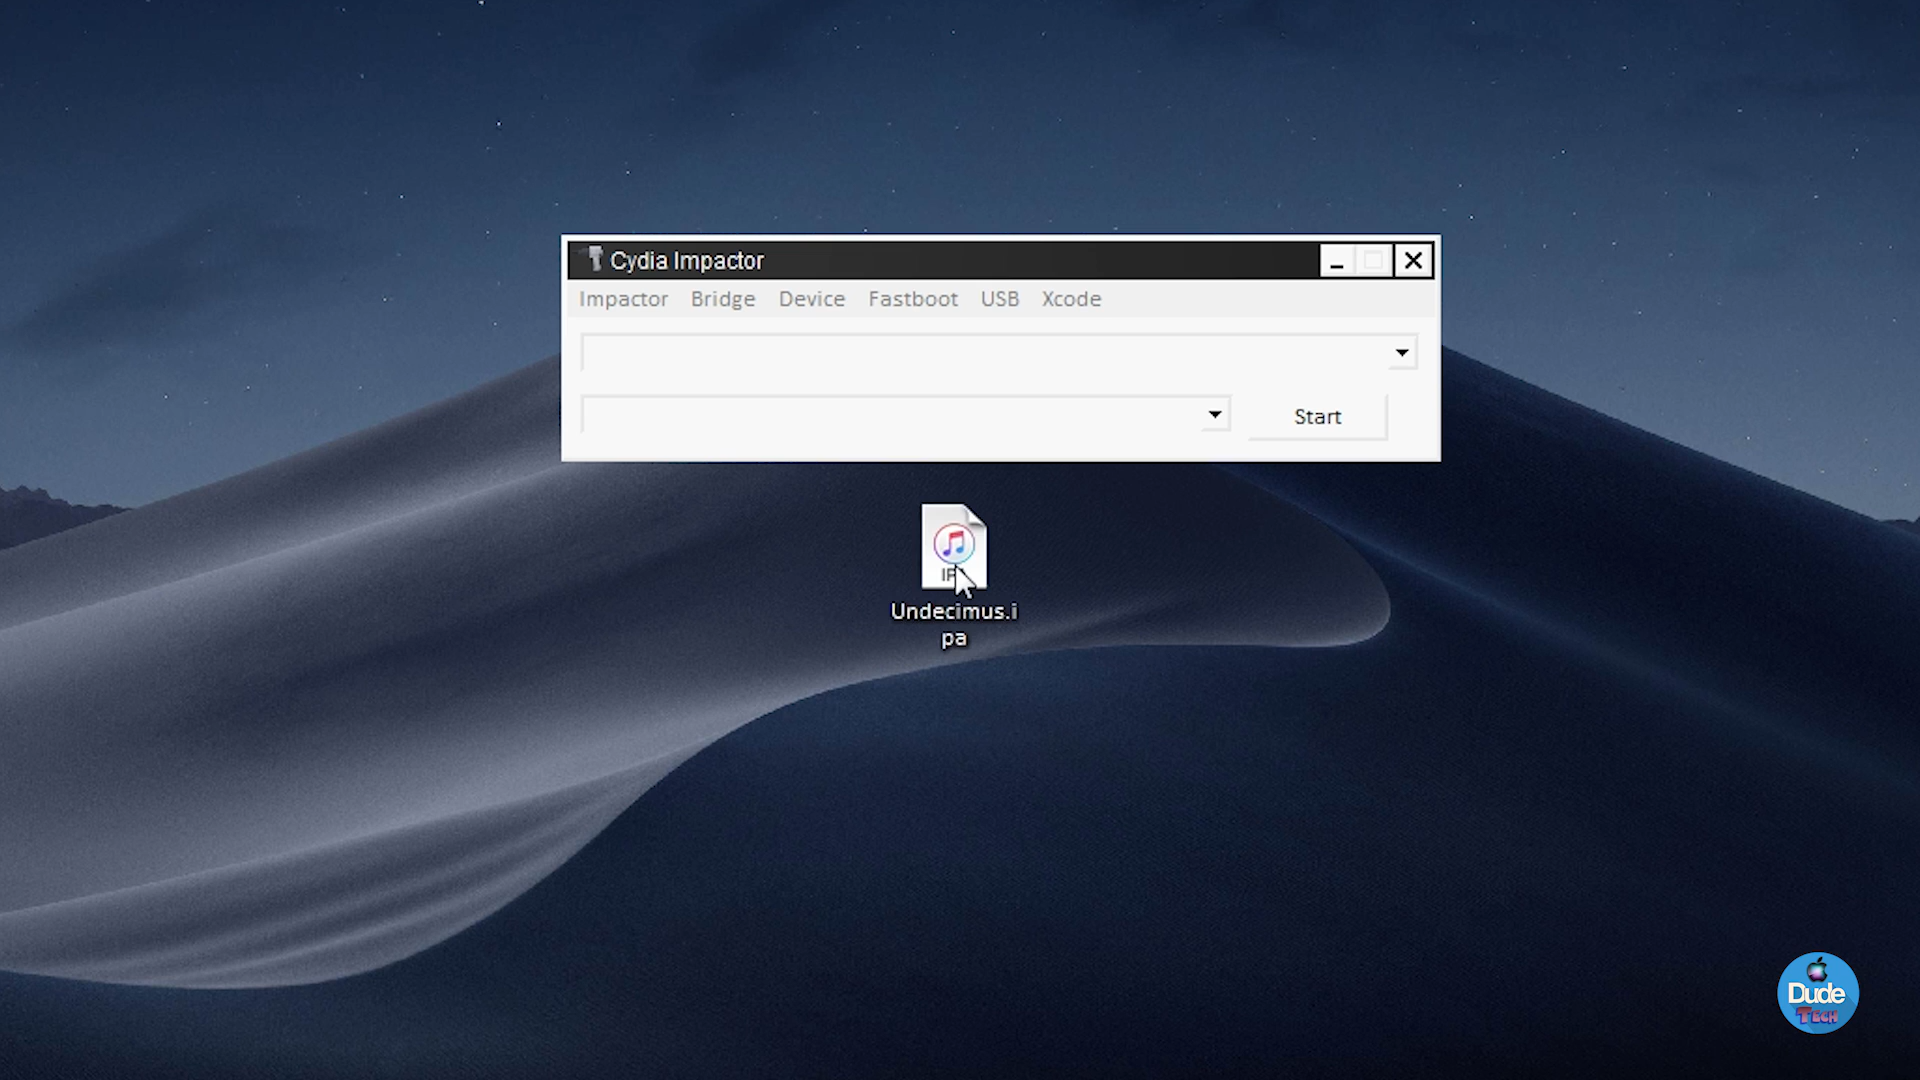 Cydia Impactor
Impactor Bridge Device Fastboot USB Xcode
Start
Undecimus.i
pa
Dude
TECH